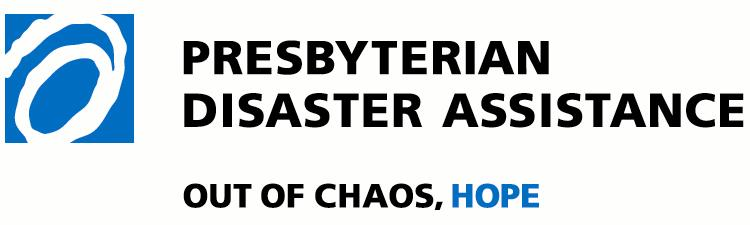 PRESBYTERIAN
DISASTER ASSISTANCE
OUT OF CHAOS, HOPE